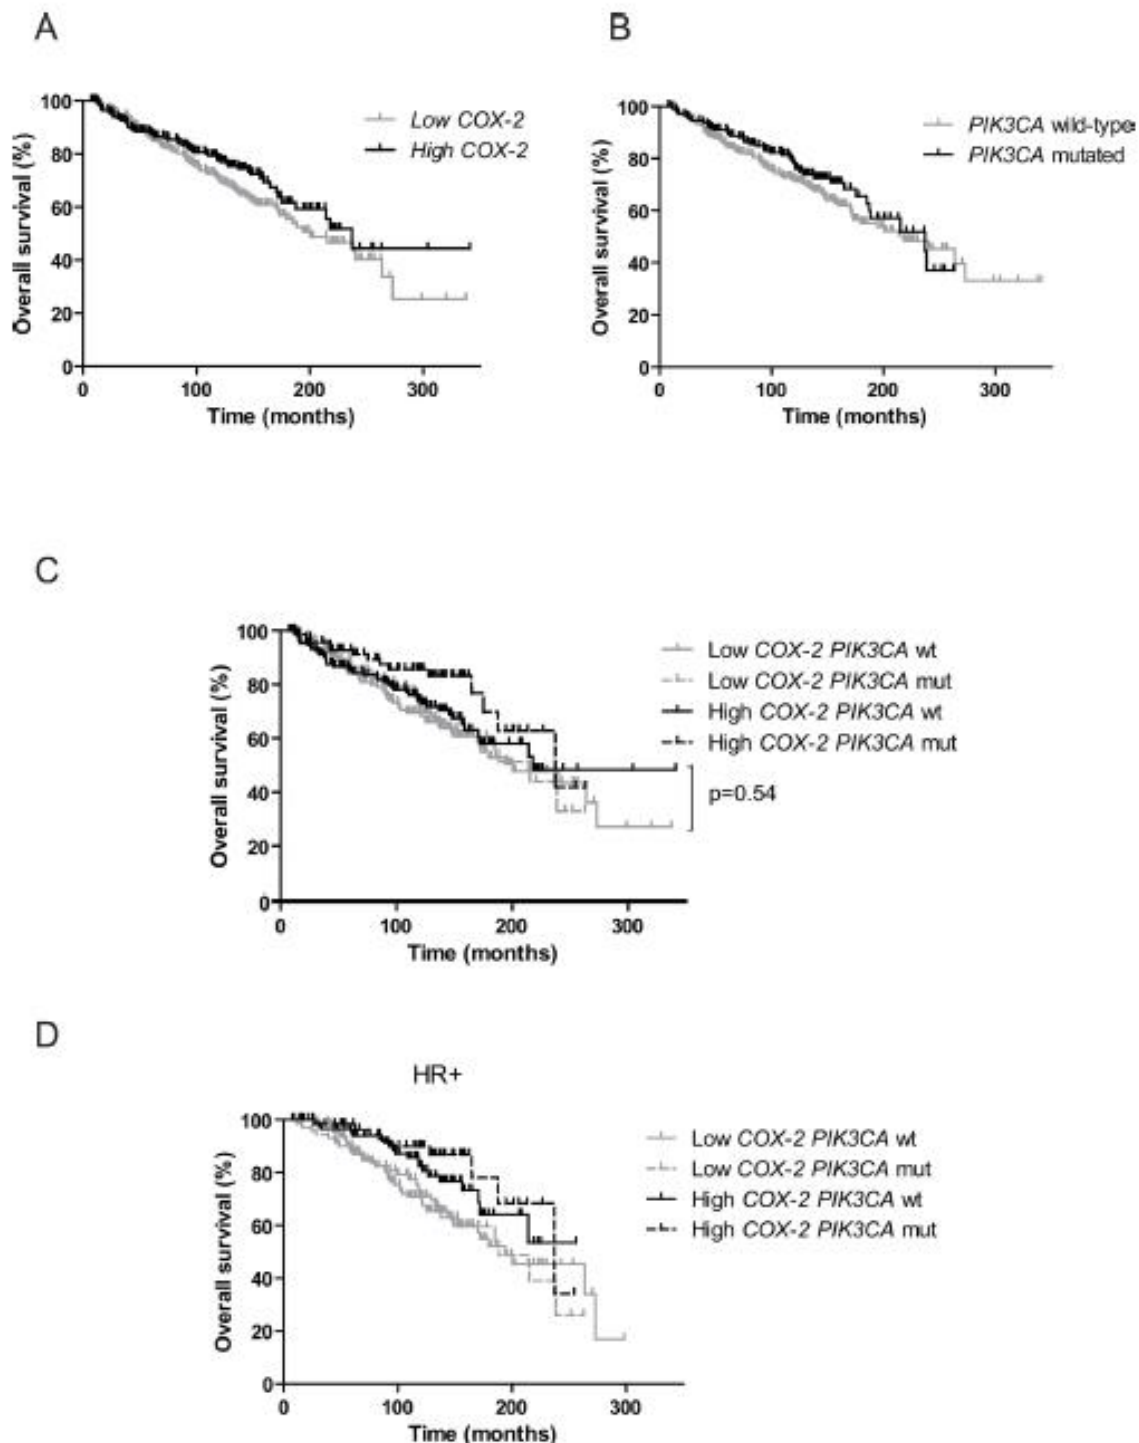 A
B
100
80
60
40
20
0
Overall survival (%)
Low COX-2
High COX-2
0 100 200 300
Time (months)
100
80
60
40
20
0
Overall survival (%)
PIK3CA wild-type
PIK3CA mutated
0 100 200 300
Time (months)
C
100
80
60
40
20
0
Overall survival (%)
Low COX-2 PIK3CA wt
Low COX-2 PIK3CA mut
High COX-2 PIK3CA wt
High COX-2 PIK3CA mut
p=0.54
0 100 200 300
Time (months)
D
HR+
100
80
60
40
20
0
Overall survival (%)
Low COX-2 PIK3CA wt
Low COX-2 PIK3CA mut
High COX-2 PIK3CA wt
High COX-2 PIK3CA mut
0 100 200 300
Time (months)